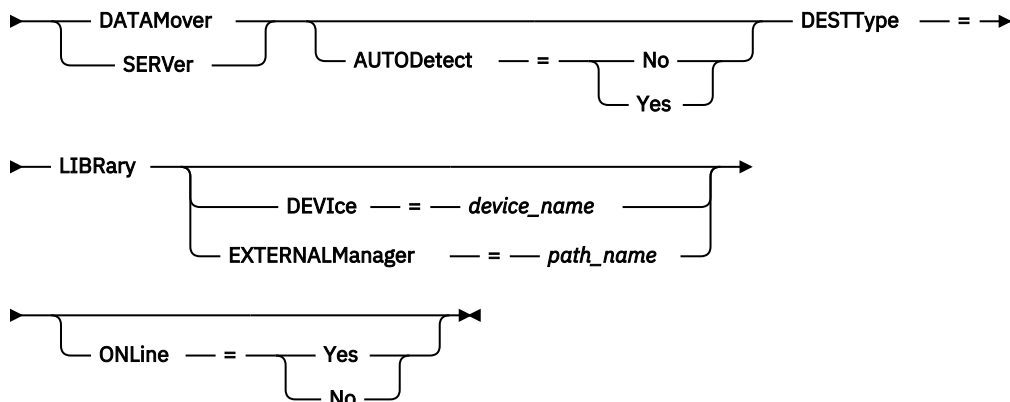 DATAMover DESTType =
SERVer AUTODetect = No
Yes
LIBRary
DEVIce = device_name
EXTERNALManager = path_name
ONLine = Yes
No